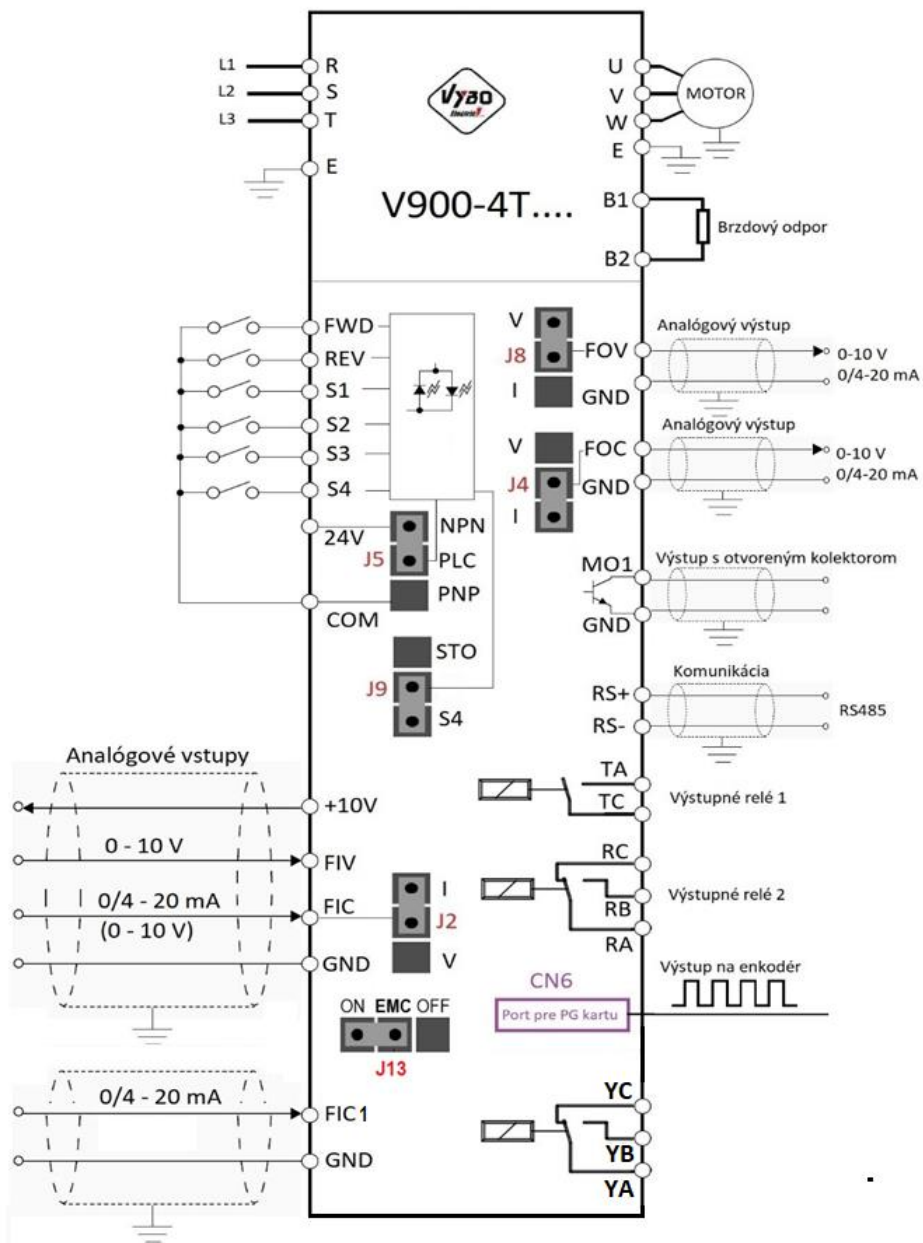 L1 R
L2 S
L3 T
E
VYBO
Electric
U
V
W
E
MOTOR
V900-4T....
B1
B2
Brzdový odpor
FWD
REV
S1
S2
S3
S4
24V
COM
NPN
J5 PLC
PNP
STO
J9
S4
V
J8
I
FOV
GND
Analógový výstup
0-10 V
0/4-20 mA
V
J4
I
FOC
GND
Analógový výstup
0-10 V
0/4-20 mA
MO1
GND
Výstup s otvoreným kolektorom
Komunikácia
RS+
RS-
RS485
Analógové vstupy
+10V
0 - 10 V
FIV
0/4 - 20 mA
(0 - 10 V)
FIC
GND
I
J2
V
TA
TC
Výstupné relé 1
RC
RB
RA
Výstupné relé 2
ON EMC OFF
J13
CN6
Port pre PG kartu
Výstup na enkodér
0/4 - 20 mA
FIC1
GND
YC
YB
YA